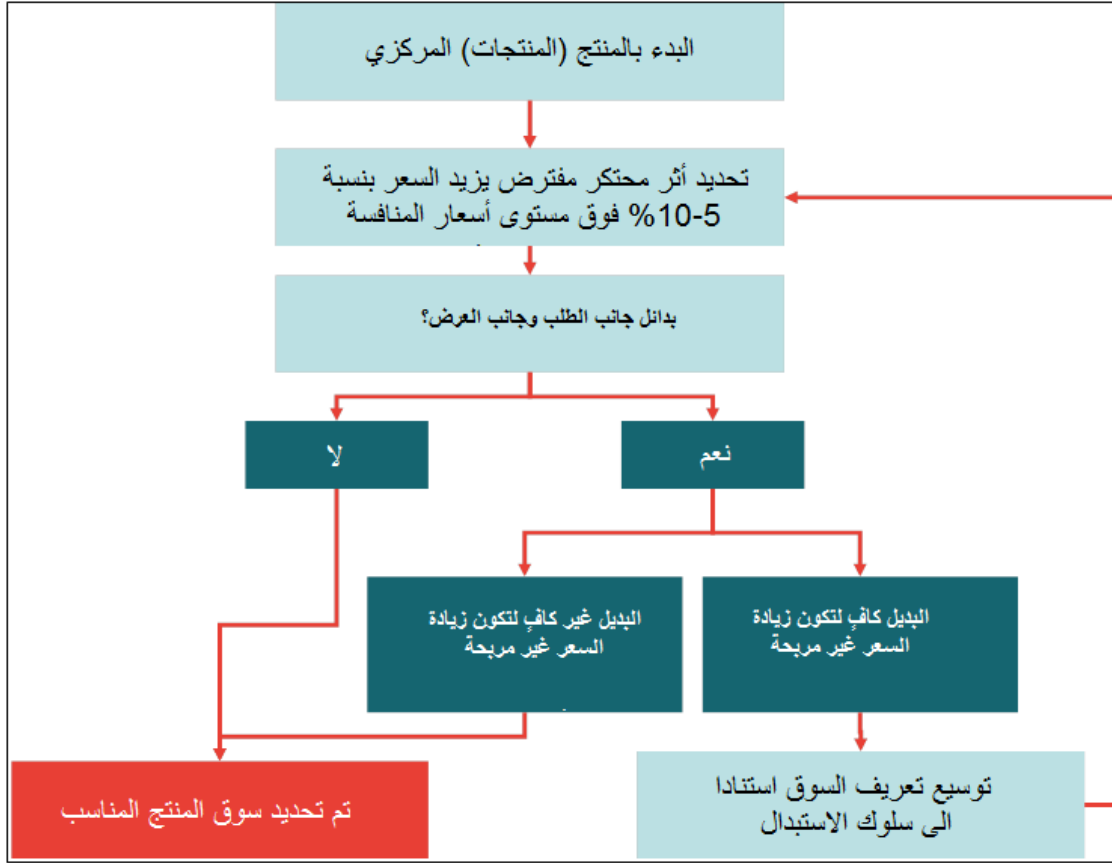 البدء بالمنتج (المنتجات) المركزي
تحديد أثر محتكر مفترض يزيد السعر بنسبة
5-10% فوق مستوى أسعار المنافسة
بدائل جانب الطلب وجانب العرض؟
لا
نعم
البديل غير كافٍ لتكون زيادة
السعر غير مربحة
البديل كافٍ لتكون زيادة
السعر غير مربحة
تم تحديد سوق المنتج المناسب
توسيع تعريف السوق استنادا
الى سلوك الاستبدال